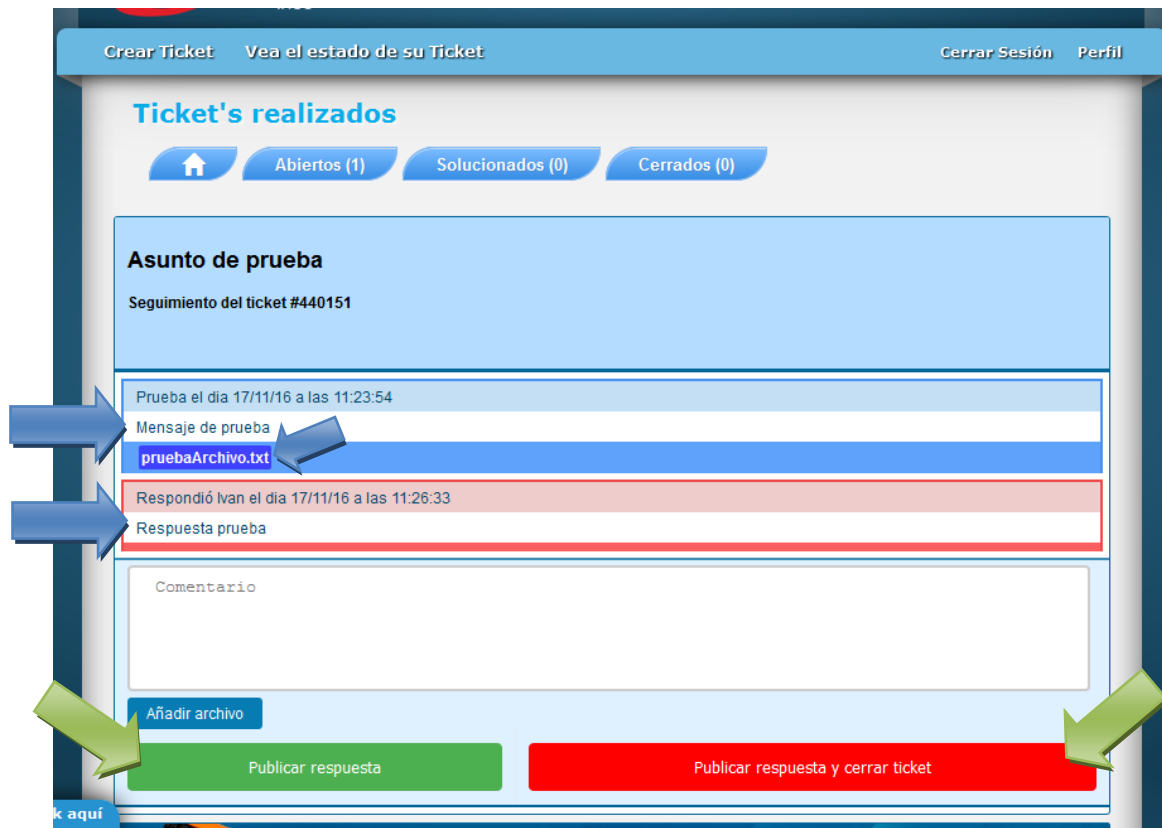 Crear Ticket Vea el estado de su Ticket Cerrar Sesión Perfil
Ticket's realizados
Abiertos (1) Solucionados (0) Cerrados (0)
Asunto de prueba
Seguimiento del ticket #440151
Prueba el dia 17/11/16 a las 11:23:54
Mensaje de prueba
pruebaArchivo.txt
Respondió Ivan el dia 17/11/16 a las 11:26:33
Respuesta prueba
Comentario
Añadir archivo
Publicar respuesta Publicar respuesta y cerrar ticket
k aquí